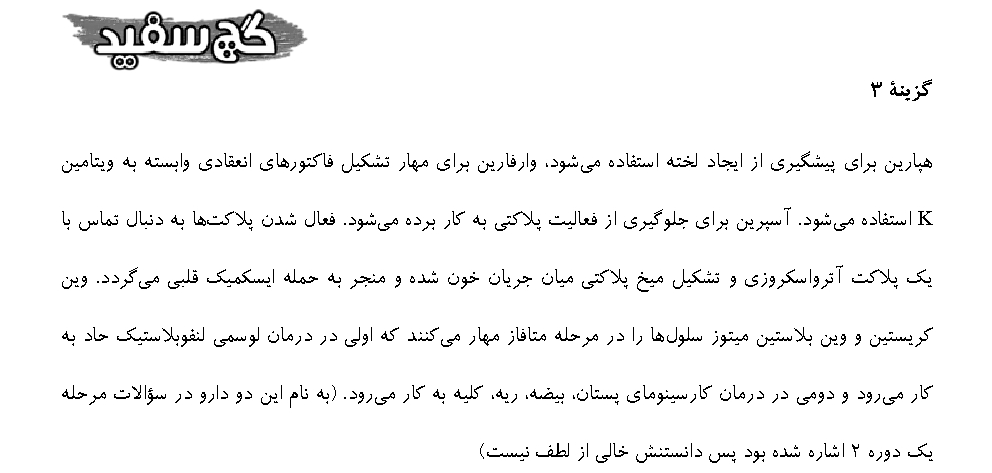 گچ سفید
گزینهٔ ۳
هپارین برای پیشگیری از ایجاد لخته استفاده می‌شود، وارفارین برای مهار تشکیل فاکتورهای انعقادی وابسته به ویتامین
K استفاده می‌شود. آسپرین برای جلوگیری از فعالیت پلاکتی به کار برده می‌شود. فعال شدن پلاکت‌ها به دنبال تماس با
یک پلاکت آترواسکروزی و تشکیل میخ پلاکتی میان جریان خون شده و منجر به حمله ایسکمیک قلبی می‌گردد. وین
کریستین و وین بلاستین میتوز سلول‌ها را در مرحله متافاز مهار می‌کنند که اولی در درمان لوسمی لنفوبلاستیک حاد به
کار می‌رود و دومی در درمان کارسینومای پستان، بیضه، ریه، کلیه به کار می‌رود. (به نام این دو دارو در سؤالات مرحله
یک دوره ۲ اشاره شده بود پس دانستنش خالی از لطف نیست)